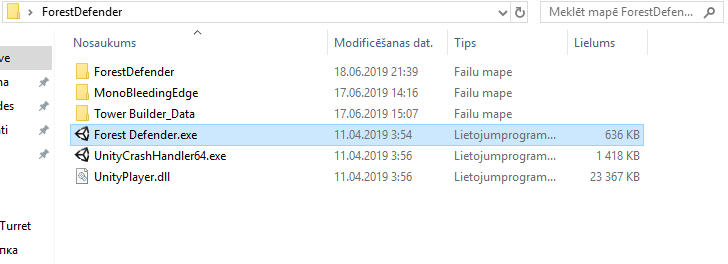 ForestDefender
Meklēt mapē ForestDefen...
Nosaukums Modificēšanas dat. Tips Lielums
ve
ForestDefender 18.06.2019 21:39 Failu mape
na MonoBleedingEdge 17.06.2019 14:16 Failu mape
des Tower Builder_Data 17.06.2019 15:07 Failu mape
ti Forest Defender.exe 11.04.2019 3:54 Lietojumprogram... 636 KB
UnityCrashHandler64.exe 11.04.2019 3:56 Lietojumprogram... 1 418 KB
UnityPlayer.dll 11.04.2019 3:56 Lietojumprogram... 23 367 KB
Turret
пка